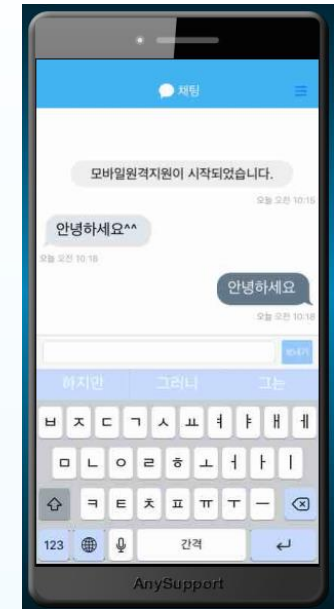 채팅
모바일원격지원이 시작되었습니다.
오늘 오전 10:15
안녕하세요^^
오늘 오전 10:18
안녕하세요
오늘 오전 10:18
보내기
하지만 그러나 그는
ㅂ ㅈ ㄷ ㄱ ㅅ ㅛ ㅕ ㅑ ㅐ ㅔ
ㅁ ㄴ ㅇ ㄹ ㅎ ㅗ ㅓ ㅏ ㅣ
ㅋ ㅌ ㅊ ㅍ ㅠ ㅜ ㅡ
123 간격
AnySupport